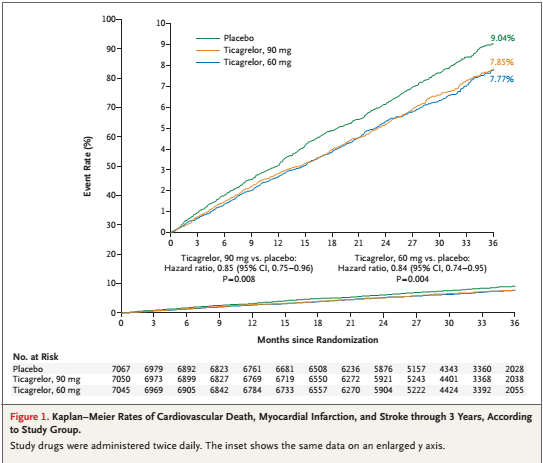 100
90
80
70
60
50
40
30
20
10
0
Event Rate (%)
10
9
8
7
6
5
4
3
2
1
0
Placebo
Ticagrelor, 90 mg
Ticagrelor, 60 mg
9.04%
7.85%
7.77%
0 3 6 9 12 15 18 21 24 27 30 33 36
Ticagrelor, 90 mg vs. placebo:
Hazard ratio, 0.85 (95% CI, 0.75–0.96)
P=0.008
Ticagrelor, 60 mg vs. placebo:
Hazard ratio, 0.84 (95% CI, 0.74–0.95)
P=0.004
0 3 6 9 12 15 18 21 24 27 30 33 36
Months since Randomization
No. at Risk
Placebo 7067 6979 6892 6823 6761 6681 6508 6236 5876 5157 4343 3360 2028
Ticagrelor, 90 mg 7050 6973 6899 6827 6769 6719 6550 6272 5921 5243 4401 3368 2038
Ticagrelor, 60 mg 7045 6969 6905 6842 6784 6733 6557 6270 5904 5222 4424 3392 2055
Figure 1. Kaplan–Meier Rates of Cardiovascular Death, Myocardial Infarction, and Stroke through 3 Years, According
to Study Group.
Study drugs were administered twice daily. The inset shows the same data on an enlarged y axis.